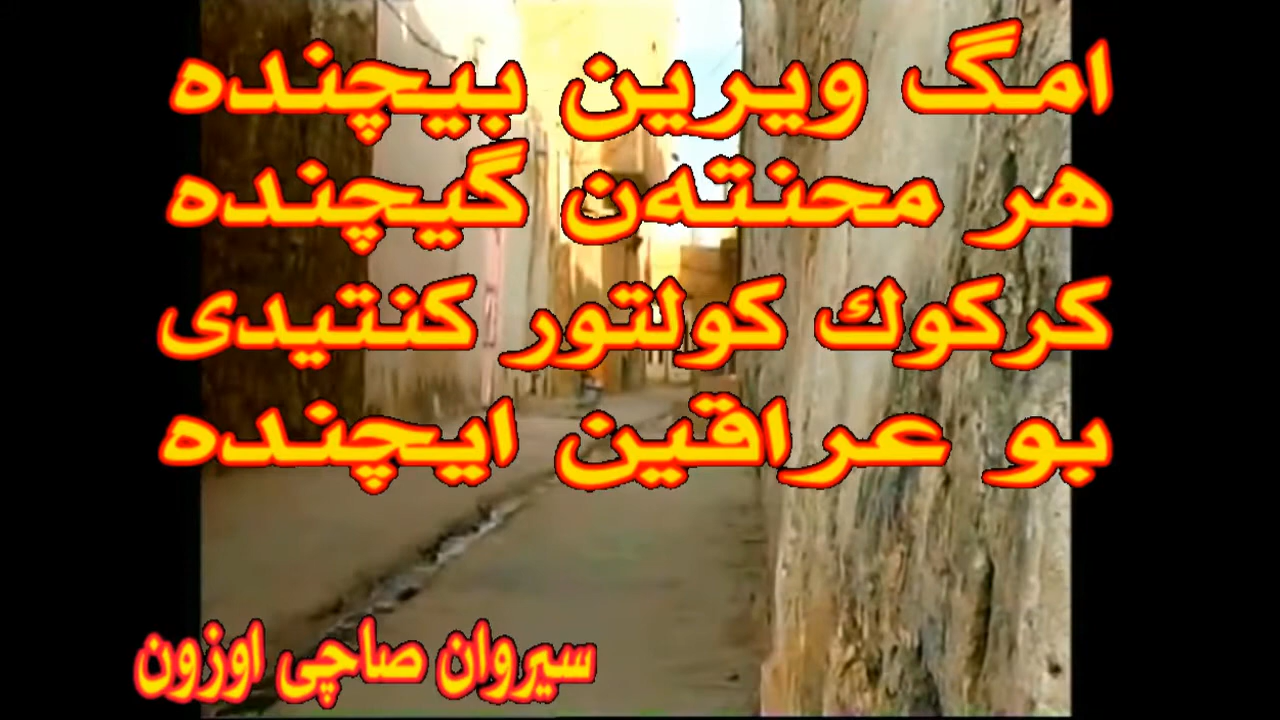 امگ ویرین بیچنده
هر محنتەن گیچنده
کرکوك کولتور کنتیدی
بو عراقین ایچنده
سیروان صاچی اوزون